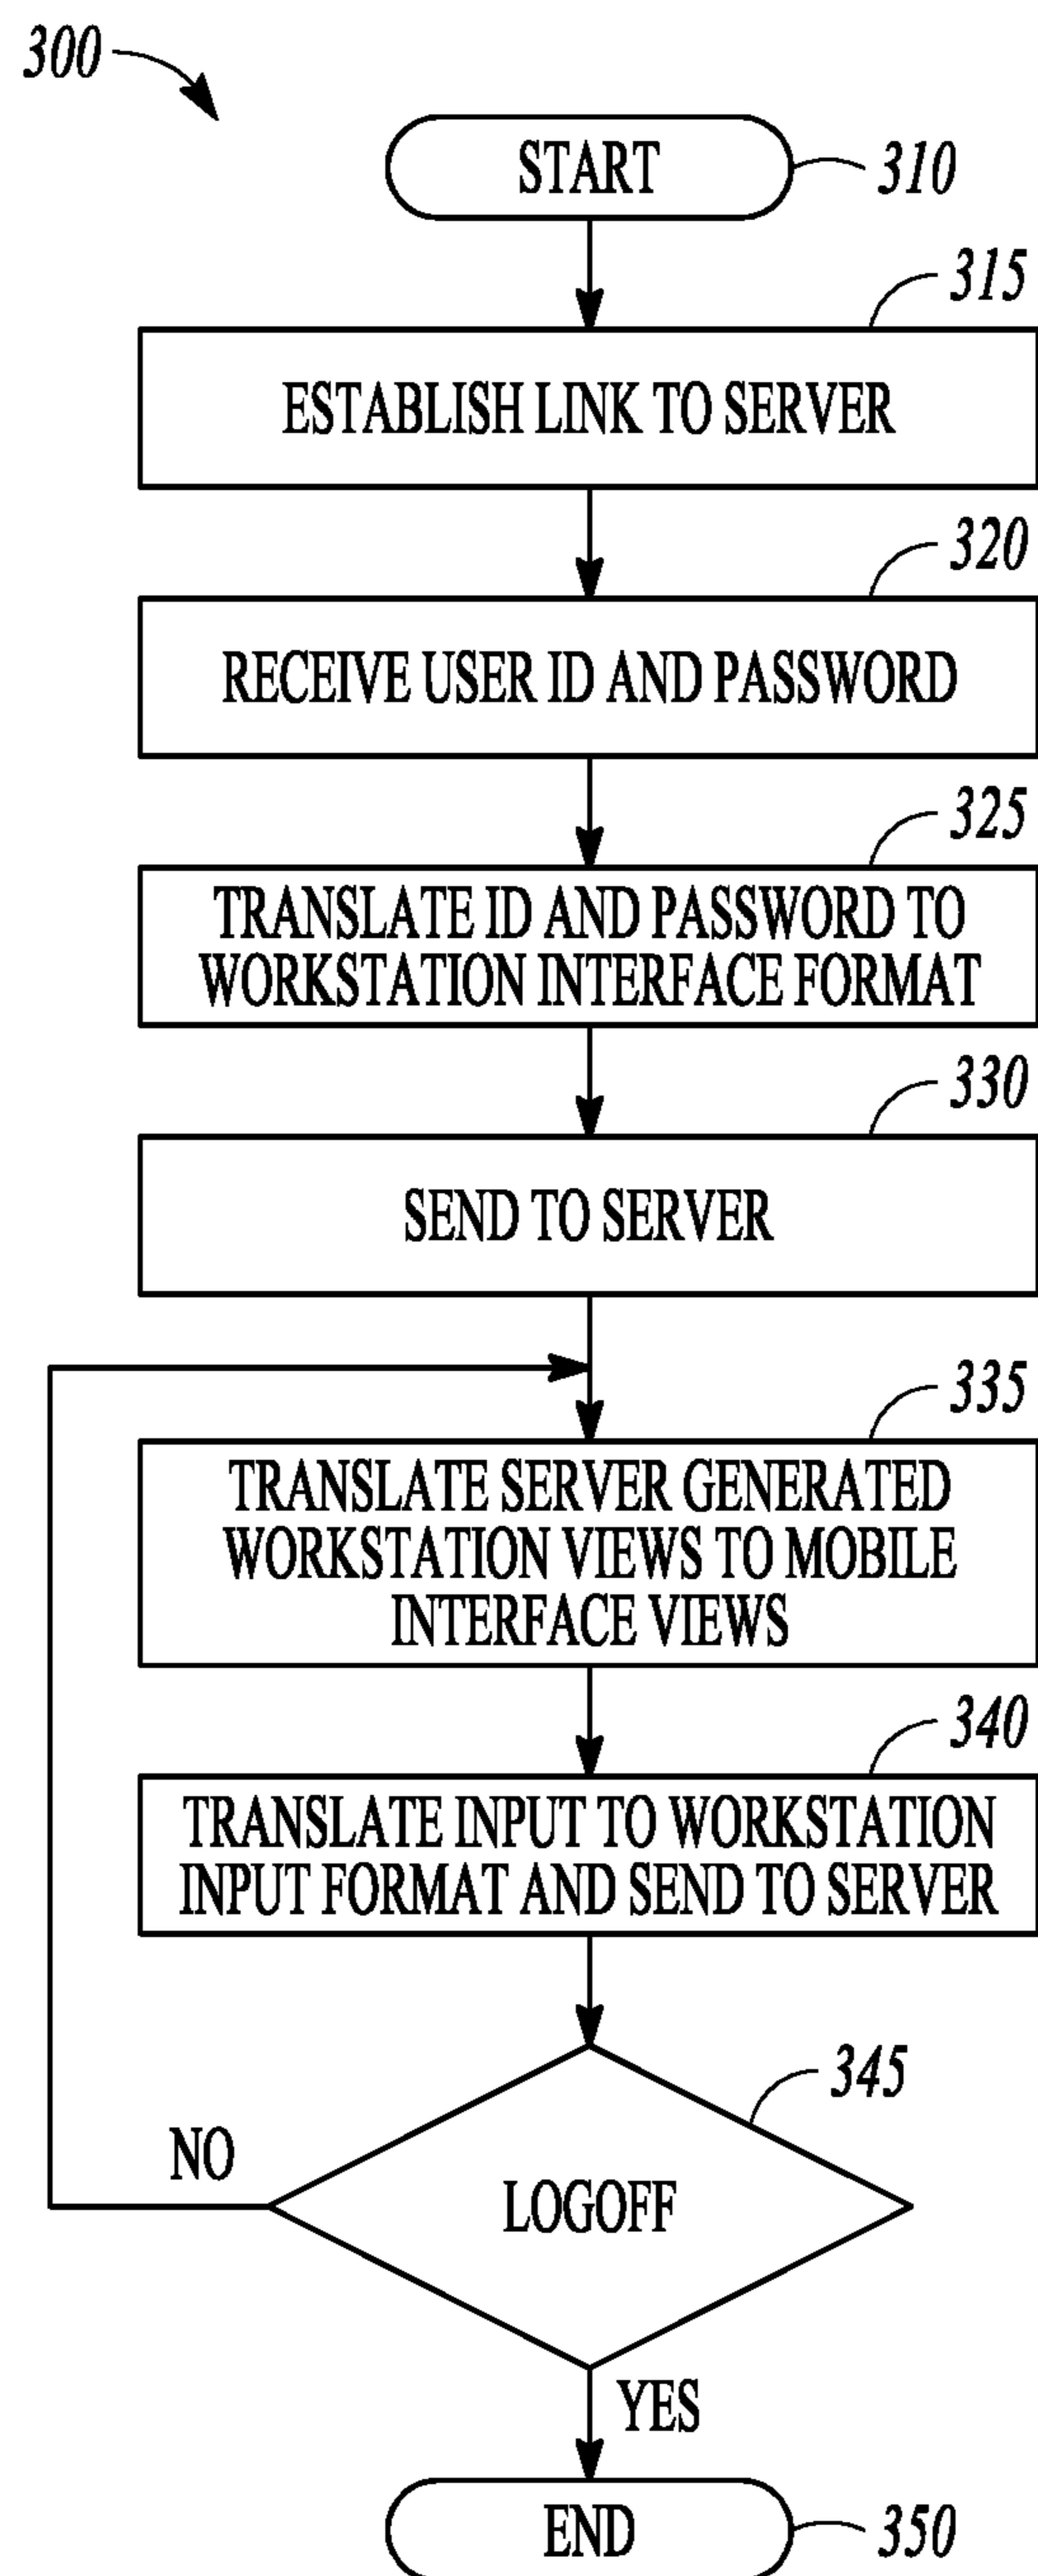 300
START
310
315
ESTABLISH LINK TO SERVER
320
RECEIVE USER ID AND PASSWORD
325
TRANSLATE ID AND PASSWORD TO
WORKSTATION INTERFACE FORMAT
330
SEND TO SERVER
335
TRANSLATE SERVER GENERATED
WORKSTATION VIEWS TO MOBILE
INTERFACE VIEWS
340
TRANSLATE INPUT TO WORKSTATION
INPUT FORMAT AND SEND TO SERVER
345
NO
LOGOFF
YES
END
350